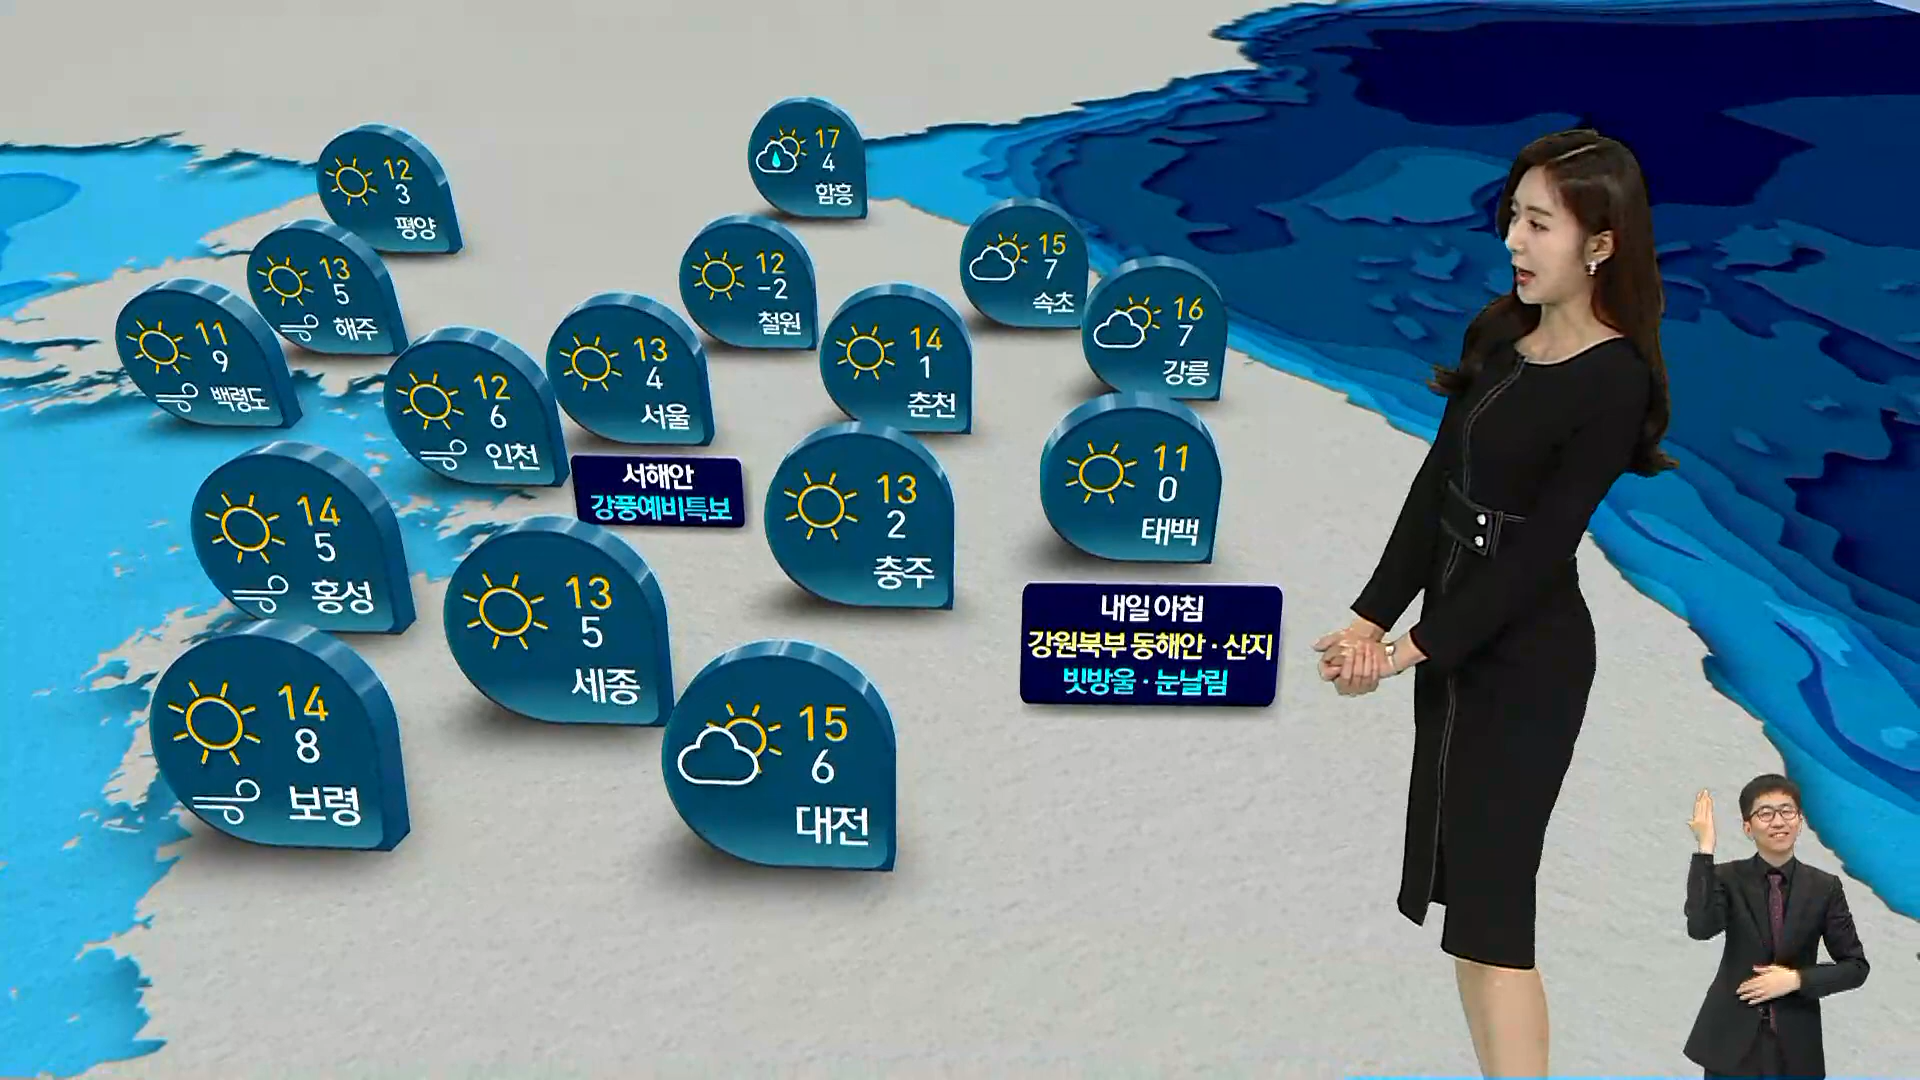 12
3
평양
17
4
함흥
13
5
해주
12
-2
철원
15
7
속초
11
9
백령도
12
6
인천
13
4
서울
14
1
춘천
16
7
강릉
서해안
강풍예비특보
14
5
홍성
13
2
충주
11
0
태백
13
5
세종
내일 아침
강원북부 동해안·산지
빗방울·눈날림
14
8
보령
15
6
대전